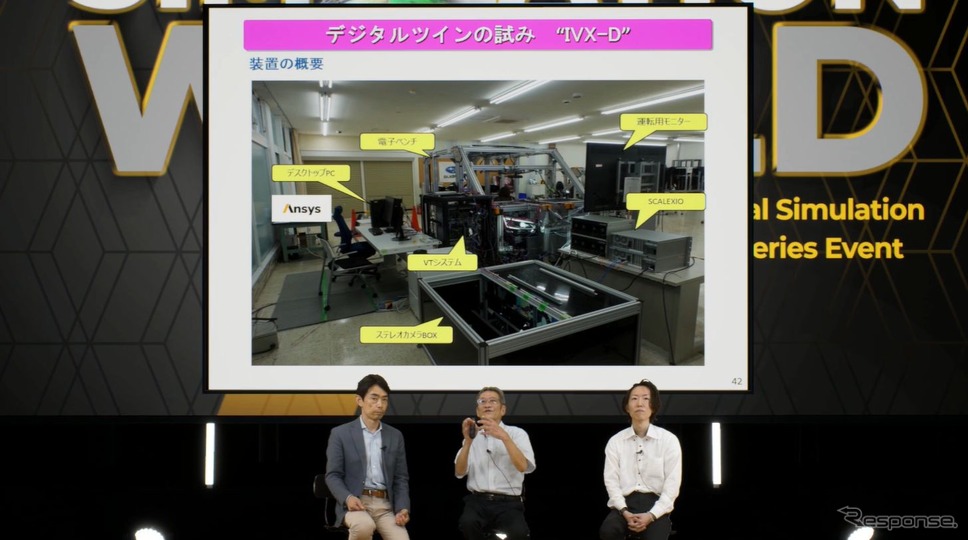 W
LD
al Simulation
eries Event
デジタルツインの試み “IVX-D”
装置の概要
電子ベンチ
運転用モニター
デスクトップPC
Ansys
SCALEXIO
VTシステム
ステレオカメラBOX
42
Response.